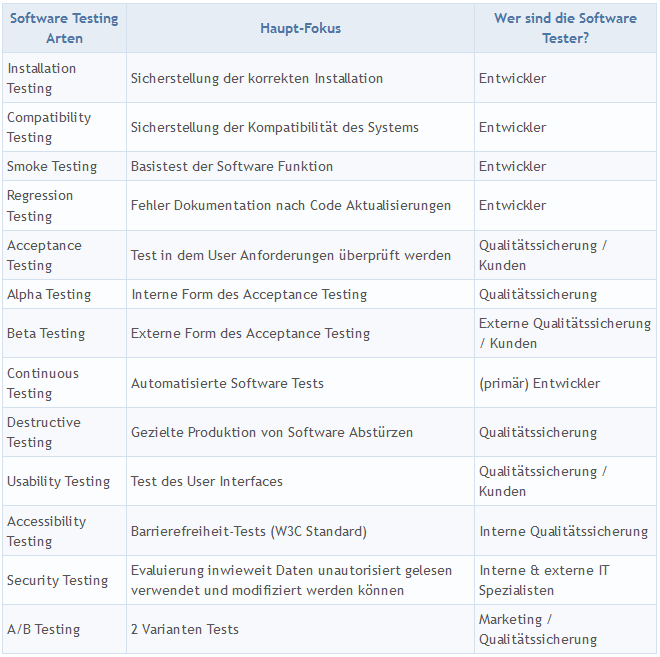 Software Testing
Arten
Haupt-Fokus
Wer sind die Software
Tester?
Installation
Testing
Sicherstellung der korrekten Installation
Entwickler
Compatibility
Testing
Sicherstellung der Kompatibilität des Systems
Entwickler
Smoke Testing
Basistest der Software Funktion
Entwickler
Regression
Testing
Fehler Dokumentation nach Code Aktualisierungen
Entwickler
Acceptance
Testing
Test in dem User Anforderungen überprüft werden
Qualitätssicherung /
Kunden
Alpha Testing
Interne Form des Acceptance Testing
Qualitätssicherung
Beta Testing
Externe Form des Acceptance Testing
Externe Qualitätssicherung
/ Kunden
Continuous
Testing
Automatisierte Software Tests
(primär) Entwickler
Destructive
Testing
Gezielte Produktion von Software Abstürzen
Qualitätssicherung
Usability Testing
Test des User Interfaces
Qualitätssicherung /
Kunden
Accessibility
Testing
Barrierefreiheit-Tests (W3C Standard)
Interne Qualitätssicherung
Security Testing
Evaluierung inwieweit Daten unautorisiert gelesen
verwendet und modifiziert werden können
Interne & externe IT
Spezialisten
A/B Testing
2 Varianten Tests
Marketing /
Qualitätssicherung